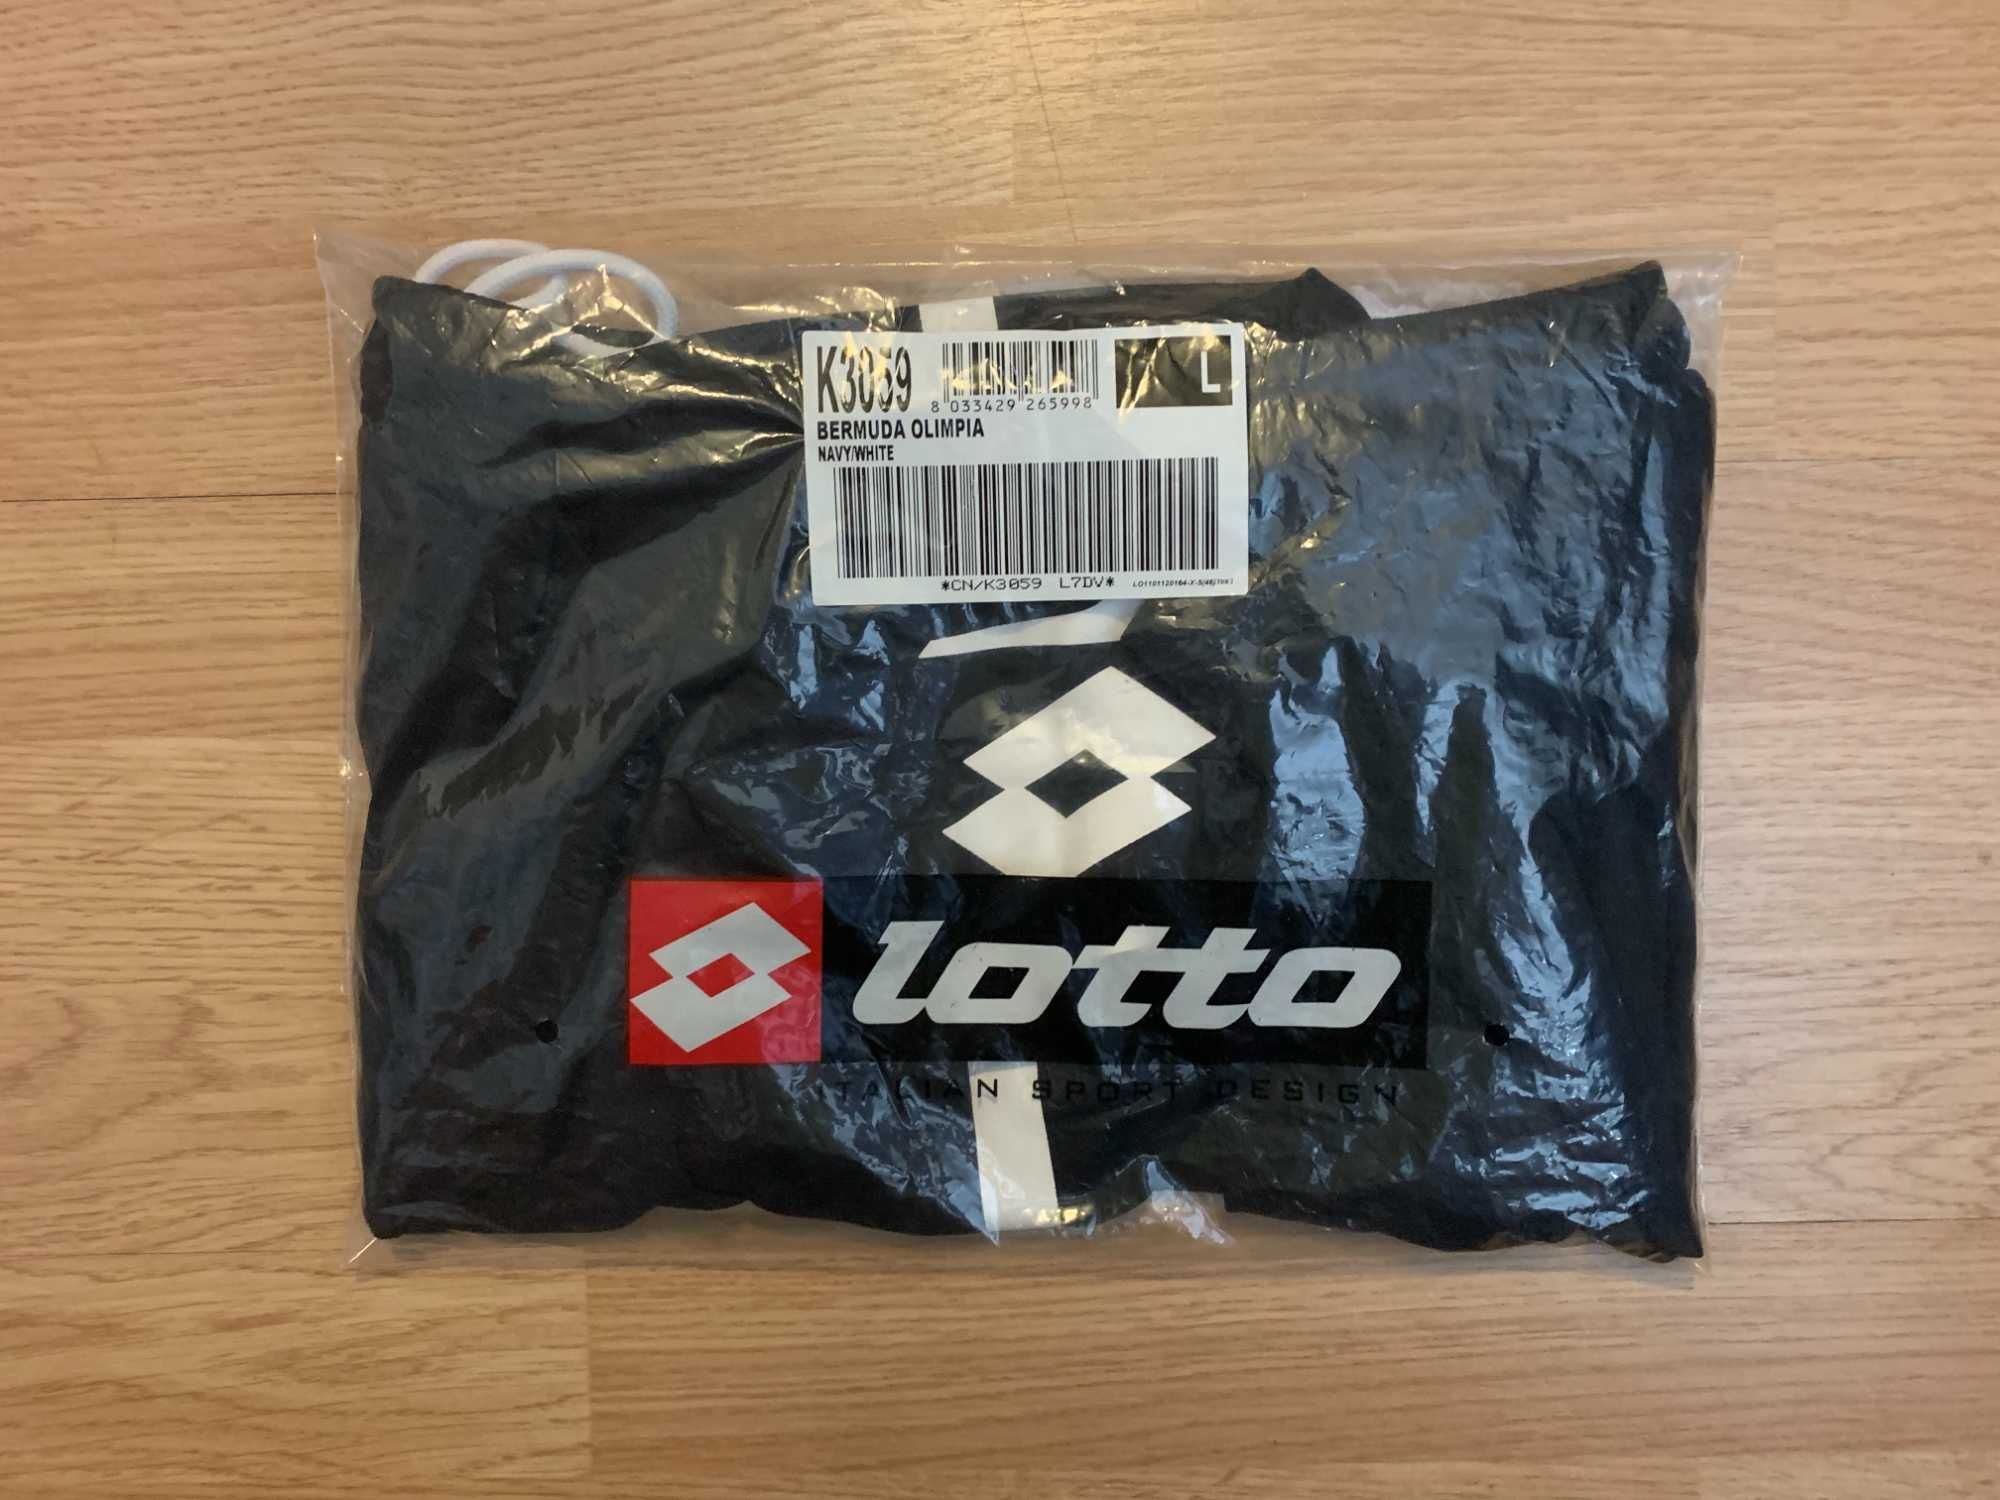 K3059
8 033429 265998
L
BERMUDA OLIMPIA
NAVY/WHITE
*CN/K3059 L7DV*
lotto
ITALIAN SPORT DESIGN